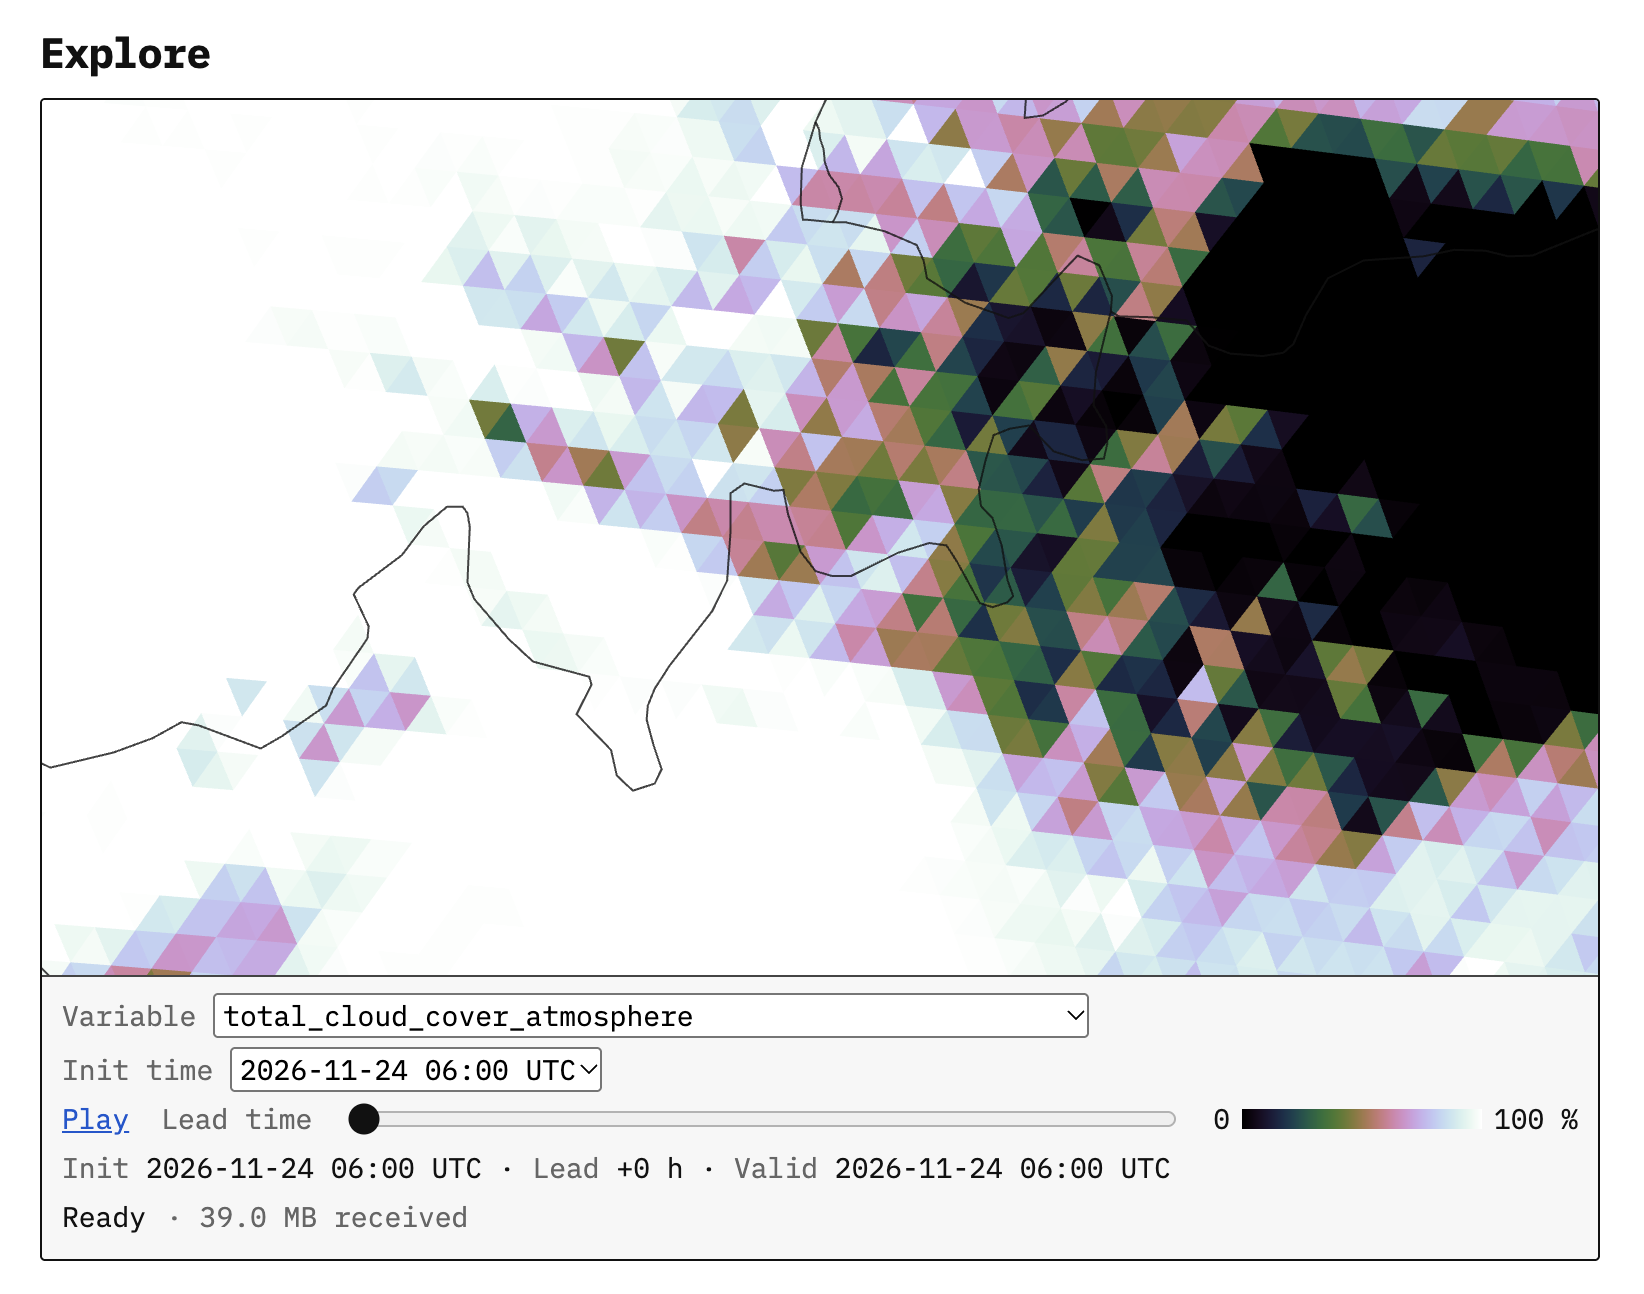 Explore
Variable total_cloud_cover_atmosphere
Init time 2026-11-24 06:00 UTC
Play Lead time 0 100 %
Init 2026-11-24 06:00 UTC · Lead +0 h · Valid 2026-11-24 06:00 UTC
Ready · 39.0 MB received